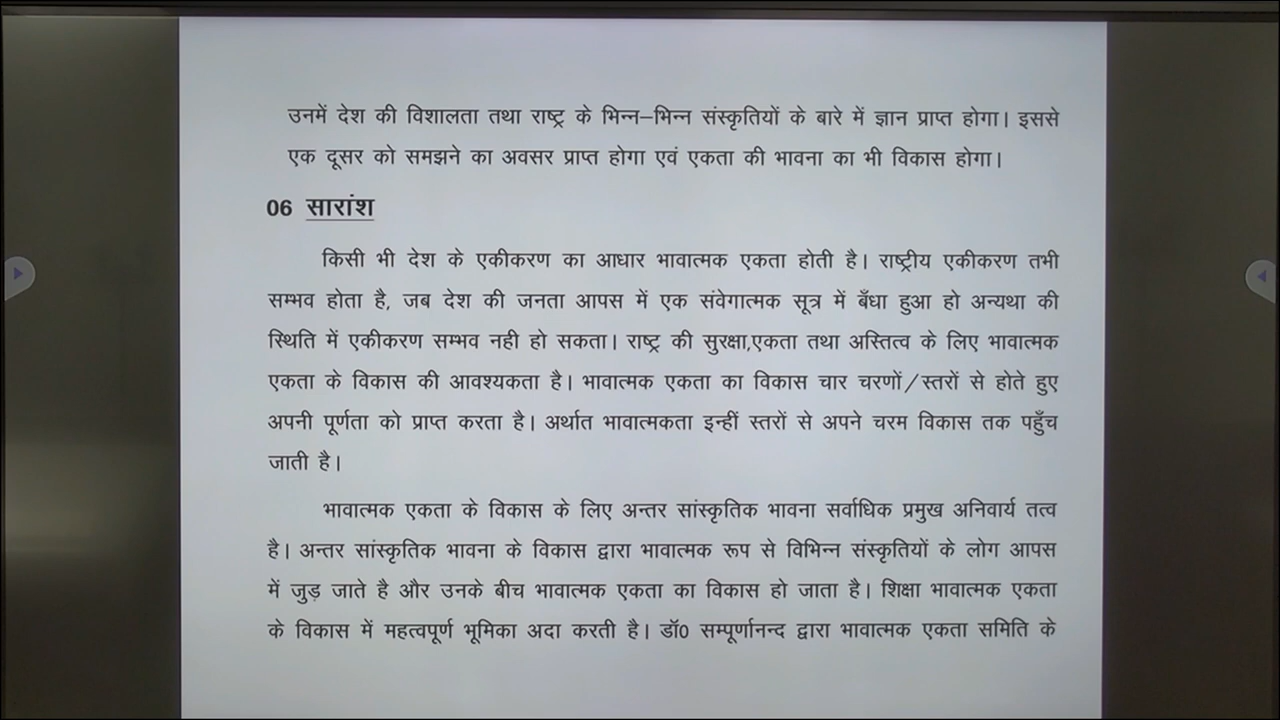 उनमें देश की विशालता तथा राष्ट्र के भिन्न–भिन्न संस्कृतियों के बारे में ज्ञान प्राप्त होगा। इससे
एक दूसर को समझने का अवसर प्राप्त होगा एवं एकता की भावना का भी विकास होगा।
06 सारांश
किसी भी देश के एकीकरण का आधार भावात्मक एकता होती है। राष्ट्रीय एकीकरण तभी
सम्भव होता है, जब देश की जनता आपस में एक संवेगात्मक सूत्र में बँधा हुआ हो अन्यथा की
स्थिति में एकीकरण सम्भव नही हो सकता। राष्ट्र की सुरक्षा,एकता तथा अस्तित्व के लिए भावात्मक
एकता के विकास की आवश्यकता है। भावात्मक एकता का विकास चार चरणों/स्तरों से होते हुए
अपनी पूर्णता को प्राप्त करता है। अर्थात भावात्मकता इन्हीं स्तरों से अपने चरम विकास तक पहुँच
जाती है।
भावात्मक एकता के विकास के लिए अन्तर सांस्कृतिक भावना सर्वाधिक प्रमुख अनिवार्य तत्व
है। अन्तर सांस्कृतिक भावना के विकास द्वारा भावात्मक रूप से विभिन्न संस्कृतियों के लोग आपस
में जुड़ जाते है और उनके बीच भावात्मक एकता का विकास हो जाता है। शिक्षा भावात्मक एकता
के विकास में महत्वपूर्ण भूमिका अदा करती है। डॉ0 सम्पूर्णानन्द द्वारा भावात्मक एकता समिति के